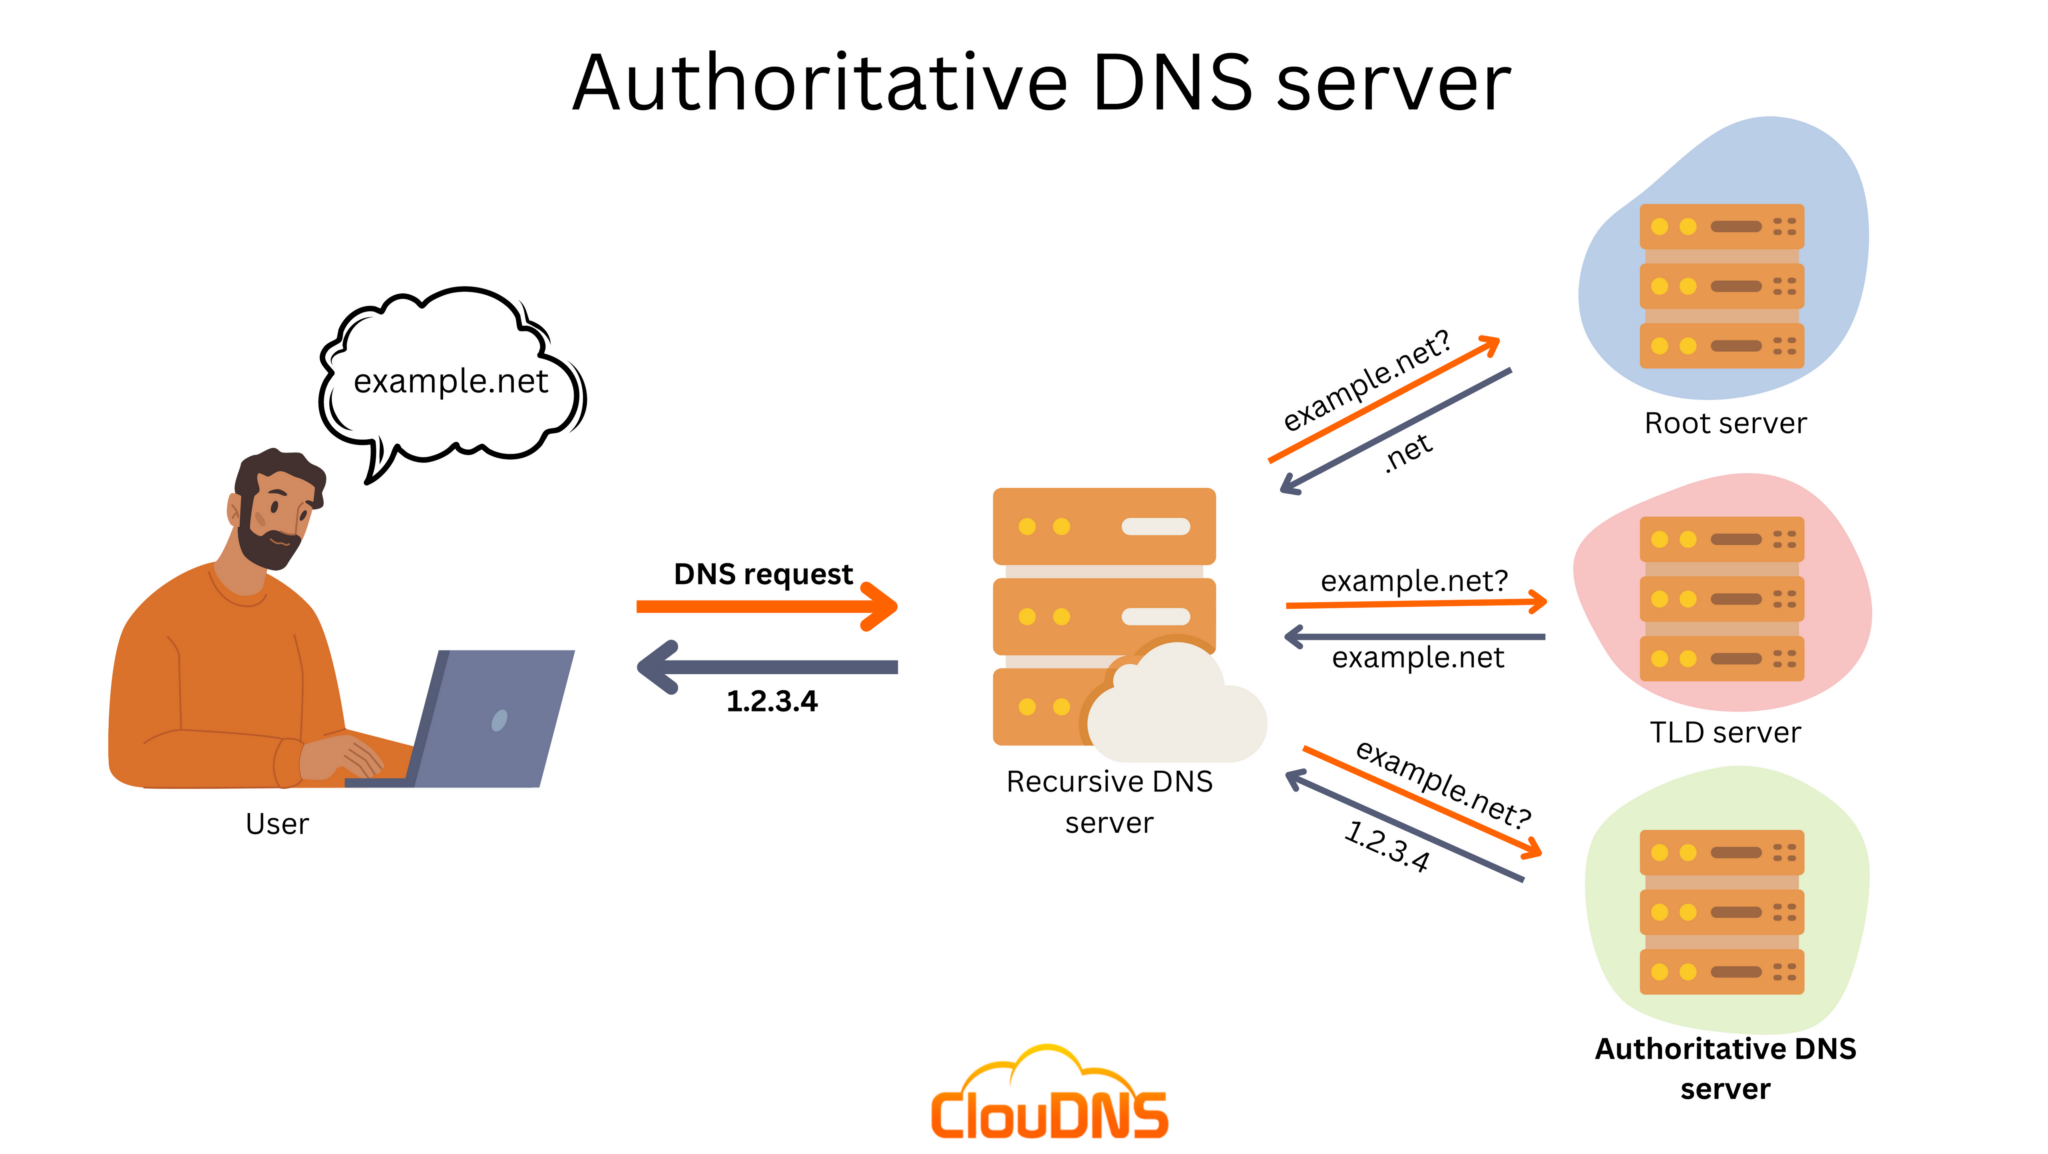 Authoritative DNS server
example.net
User
DNS request
1.2.3.4
Recursive DNS
server
example.net?
.net
Root server
example.net?
example.net
TLD server
example.net?
1.2.3.4
Authoritative DNS
server
ClouDNS